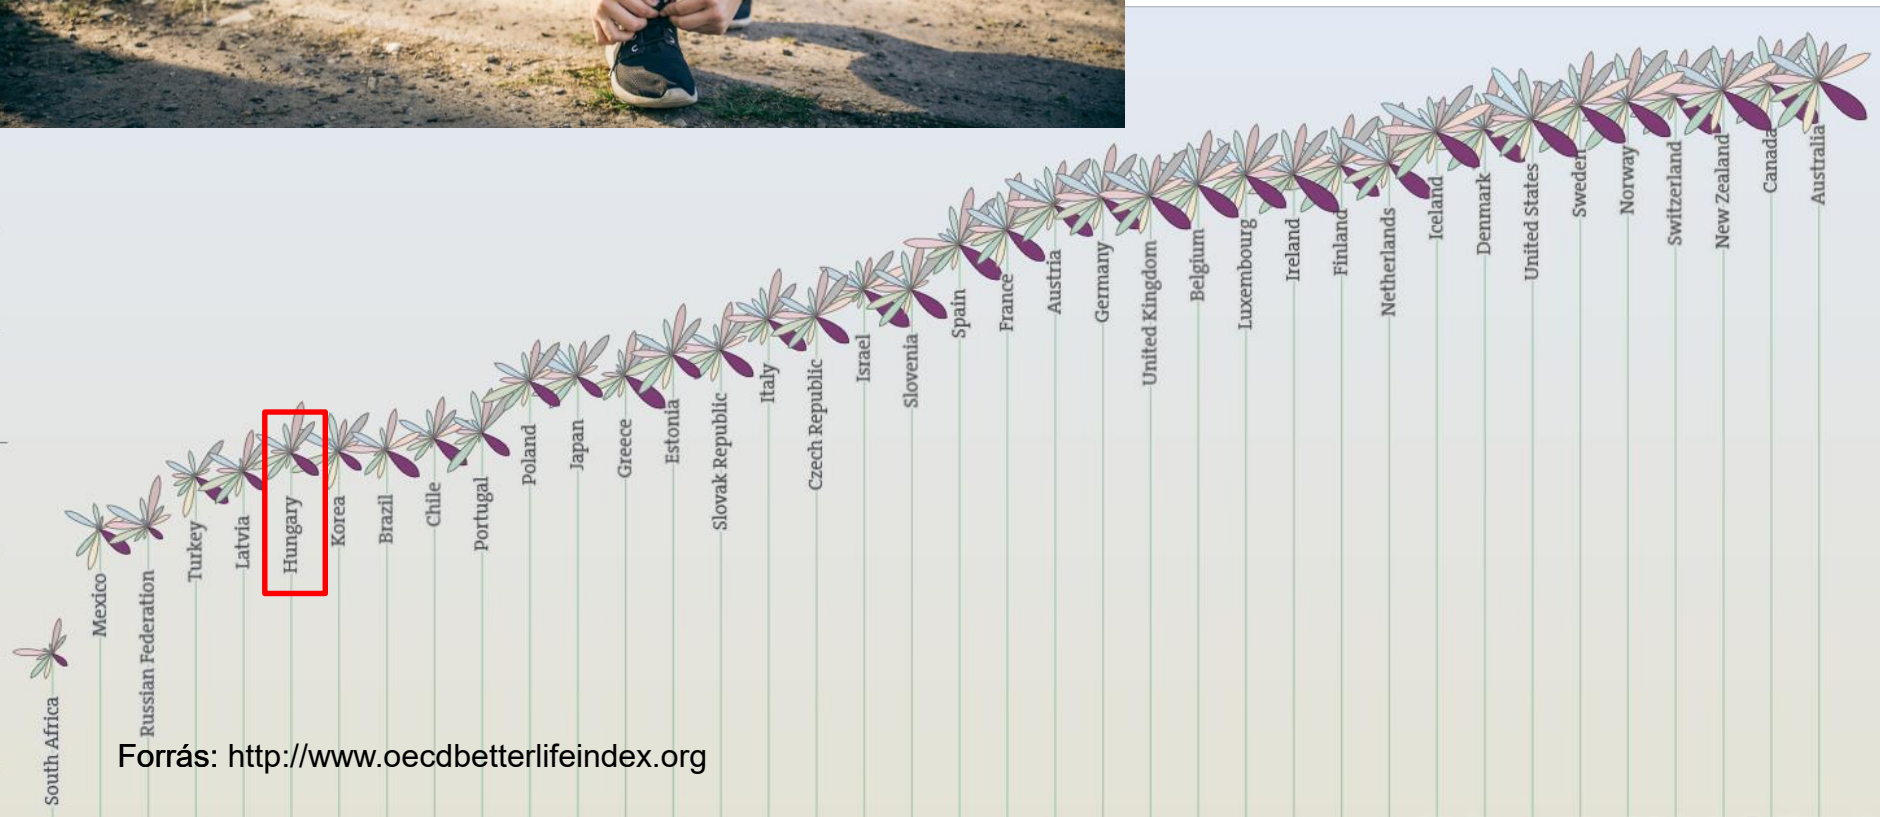 South Africa
Mexico
Russian Federation
Turkey
Latvia
Hungary
Korea
Brazil
Chile
Portugal
Poland
Japan
Greece
Estonia
Slovak Republic
Italy
Czech Republic
Israel
Slovenia
Spain
France
Austria
Germany
United Kingdom
Belgium
Luxembourg
Ireland
Finland
Netherlands
Iceland
Denmark
United States
Sweden
Norway
Switzerland
New Zealand
Canada
Australia
Forrás: http://www.oecdbetterlifeindex.org